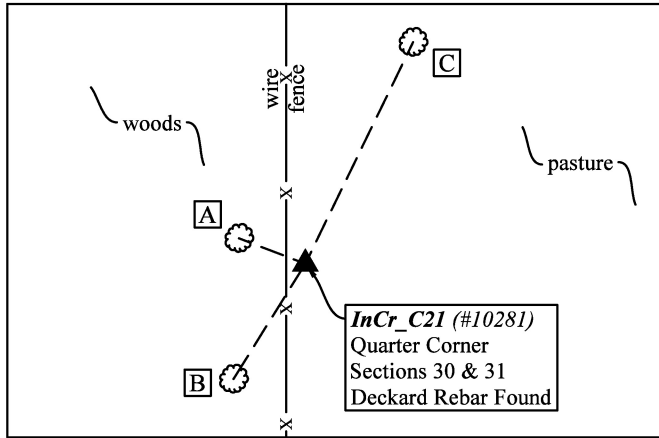 C
wire
fence
x
woods
pasture
x
A
x
InCr_C21 (#10281)
Quarter Corner
Sections 30 & 31
Deckard Rebar Found
B
x